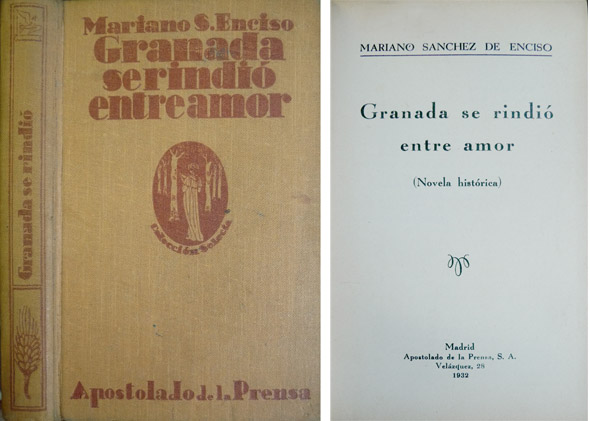 Granada se rindió
Mariano S. Enciso
Granada
se rindió
entre amor
Colección Selecta
Apostolado de la Prensa
MARIANO SANCHEZ DE ENCISO
Granada se rindió
entre amor
(Novela histórica)
Madrid
Apostolado de la Prensa, S. A.
Velázquez, 28
1932